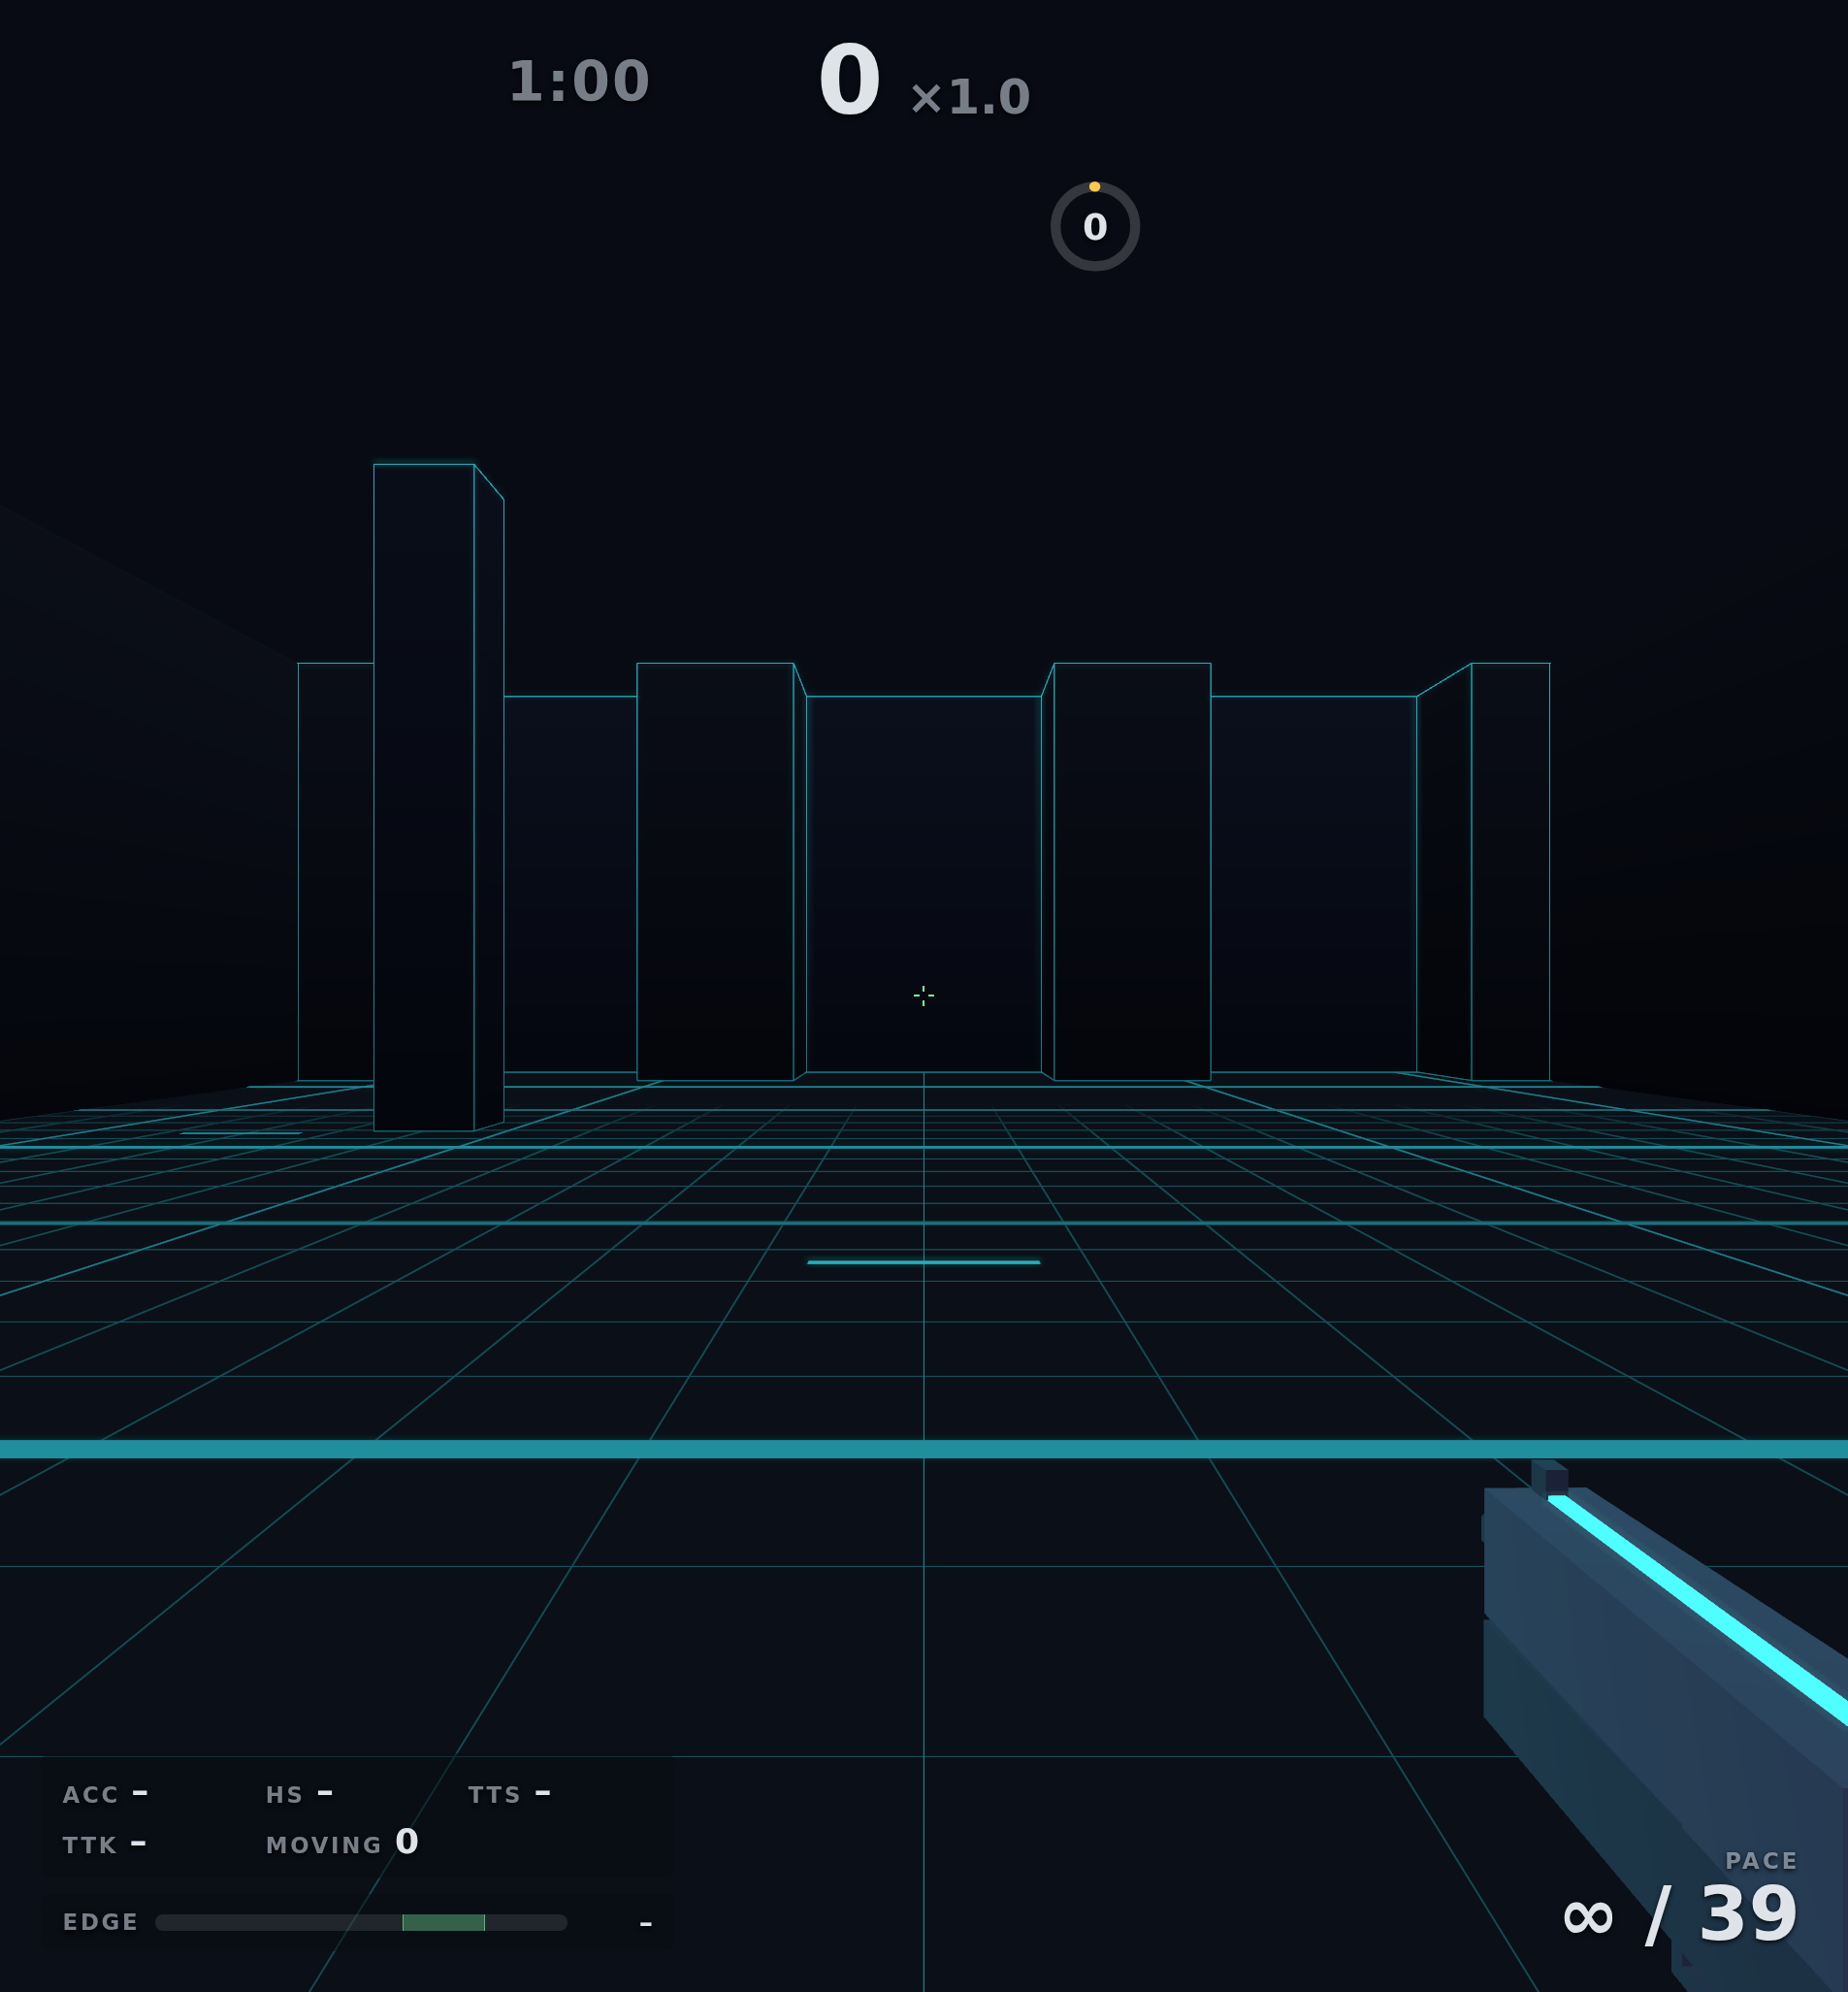 1:00 0 ×1.0
0
ACC – HS – TTS –
TTK – MOVING 0
EDGE –
PACE
∞ / 39